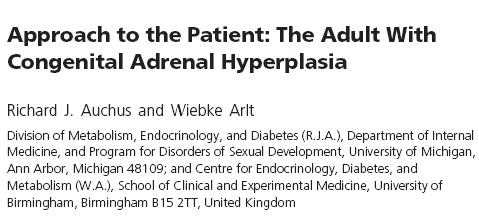 Approach to the Patient: The Adult With
Congenital Adrenal Hyperplasia
Richard J. Auchus and Wiebke Arlt
Division of Metabolism, Endocrinology, and Diabetes (R.J.A.), Department of Internal
Medicine, and Program for Disorders of Sexual Development, University of Michigan,
Ann Arbor, Michigan 48109; and Centre for Endocrinology, Diabetes, and
Metabolism (W.A.), School of Clinical and Experimental Medicine, University of
Birmingham, Birmingham B15 2TT, United Kingdom